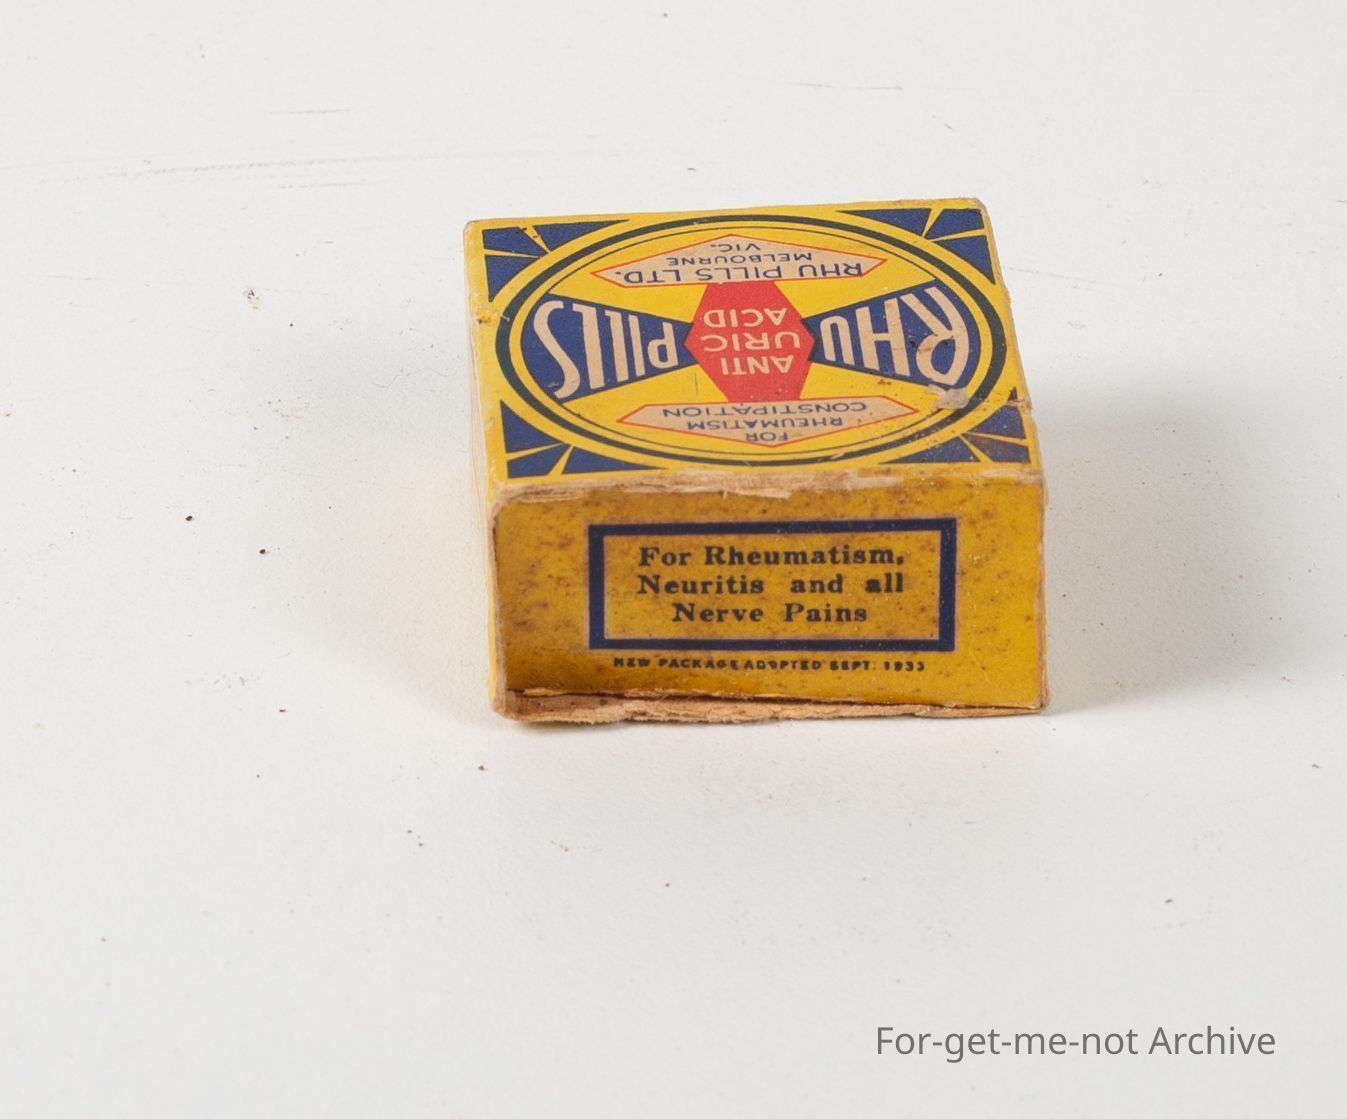 RHU PILLS
FOR
RHEUMATISM
CONSTIPATION
ANTI
URIC
ACID
RHU PILLS LTD.
MELBOURNE
VIC.
For Rheumatism,
Neuritis and all
Nerve Pains
NEW PACKAGE ADOPTED SEPT. 1933
For-get-me-not Archive